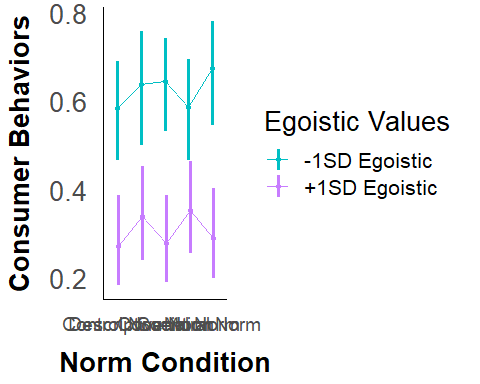 0.8
0.6
0.4
0.2
Consumer Behaviors
Norm Condition
Egoistic Values
-1SD Egoistic
+1SD Egoistic